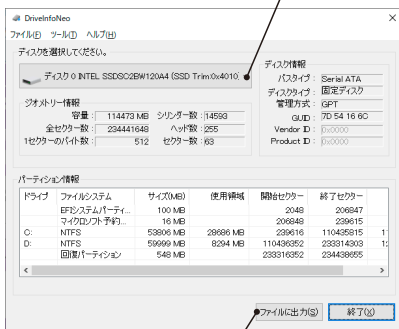 DriveInfoNeo
ファイル(F) ツール(T) ヘルプ(H)
ディスクを選択してください。
ディスク 0 INTEL SSDSC2BW120A4 (SSD Trim:0x4010)
ディスク情報
バスタイプ : Serial ATA
ディスクタイプ : 固定ディスク
管理方式 : GPT
GUID : 7D 54 16 6C
Vendor ID : 0x0000
Product ID : 0x0000
ジオメトリー情報
容量 : 114473 MB シリンダー数 : 14593
全セクター数 : 234441648 ヘッド数 : 255
1セクターのバイト数 : 512 セクター数 : 63
パーティション情報
ドライブ ファイルシステム サイズ(MB) 使用領域 開始セクター 終了セクター
EFIシステムパーティ... 100 MB 2048 206847
マイクロソフト予約... 16 MB 206848 239615
C: NTFS 53806 MB 28686 MB 239616 110435815 1
D: NTFS 59999 MB 8294 MB 110436352 233314303 1
回復パーティション 548 MB 233316352 234438655
ファイルに出力(S) 終了(X)